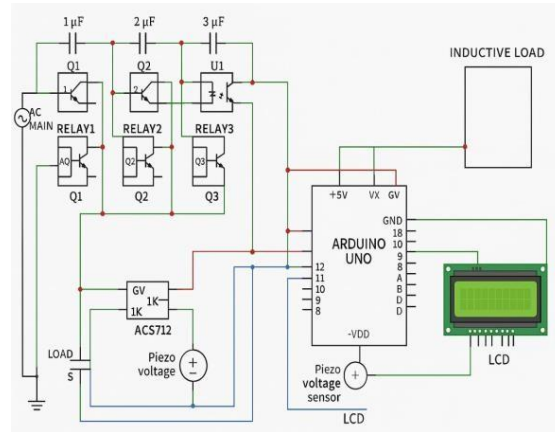 1 µF
2 µF
3 µF
Q1
Q2
U1
1
2
AC
MAIN
RELAY1
RELAY2
RELAY3
AQ
Q2
Q3
Q1
Q2
Q3
INDUCTIVE LOAD
+5V
VX
GV
GND
18
10
9
8
A
B
D
D
ARDUINO
UNO
12
11
10
9
8
-VDD
GV
1K
1K
ACS712
LOAD
S
Piezo
voltage
Piezo
voltage
sensor
LCD
LCD